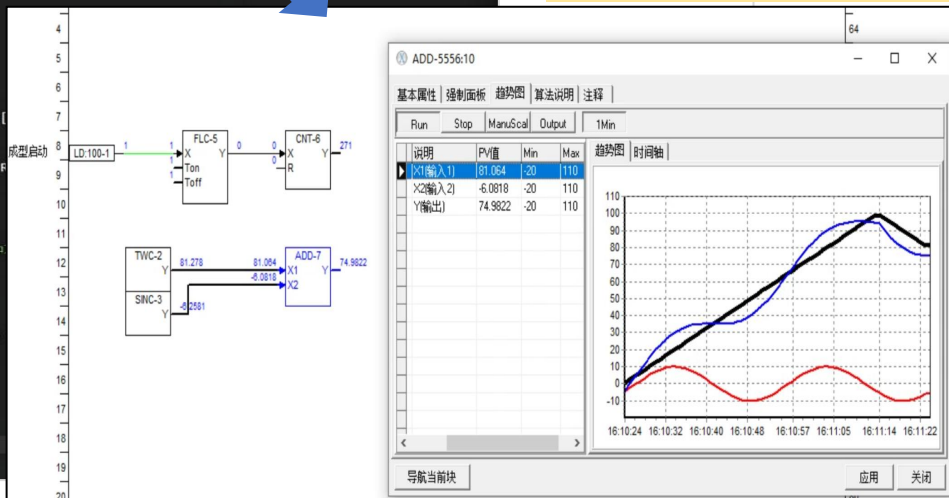 4
64
5
ADD-5556:10
6
基本属性 强制面板 趋势图 算法说明 注释
7
Run Stop ManuScal Output 1Min
成型启动 8 LD:100-1 1 1 X FLC-5 Y 0 0 X CNT-6 Y 271
1 Ton 0 R
1 Toff
9
说明 PV值 Min Max
X1(输入1) 81.064 -20 110
X2(输入2) -6.0818 -20 110
Y(输出) 74.9822 -20 110
趋势图 时间轴
10
11
12
TWC-2 Y 81.278 81.064 X1 ADD-7 Y 74.9822
-6.0818 X2
13
SINC-3
Y -6.2581
14
15
16
17
18
19
20
110
100
90
80
70
60
50
40
30
20
10
0
-10
16:10:24 16:10:32 16:10:40 16:10:48 16:10:57 16:11:05 16:11:14 16:11:22
导航当前块 应用 关闭